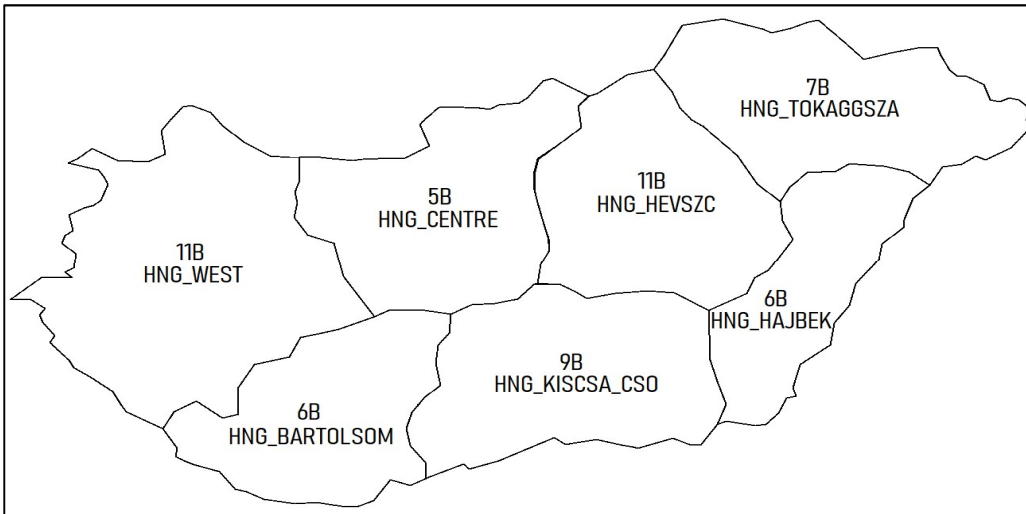 7B
HNG_TOKAGGSZA
5B
HNG_CENTRE
11B
HNG_HEVSZC
11B
HNG_WEST
6B
HNG_HAJBEK
9B
HNG_KISCSA_CSO
6B
HNG_BARTOLSOM